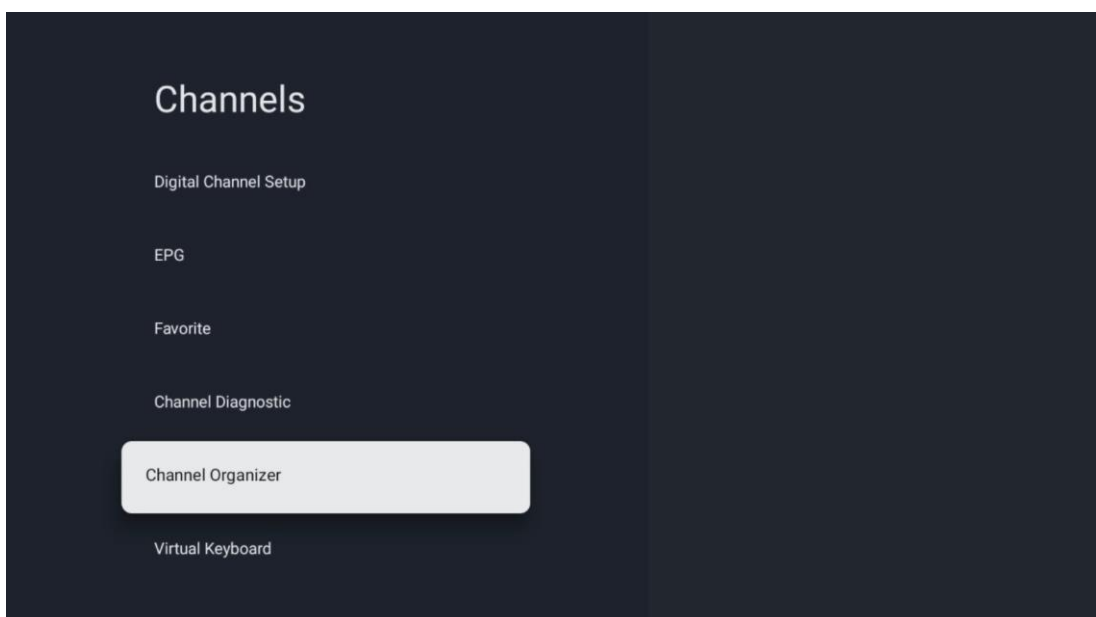 Channels
Digital Channel Setup
EPG
Favorite
Channel Diagnostic
Channel Organizer
Virtual Keyboard